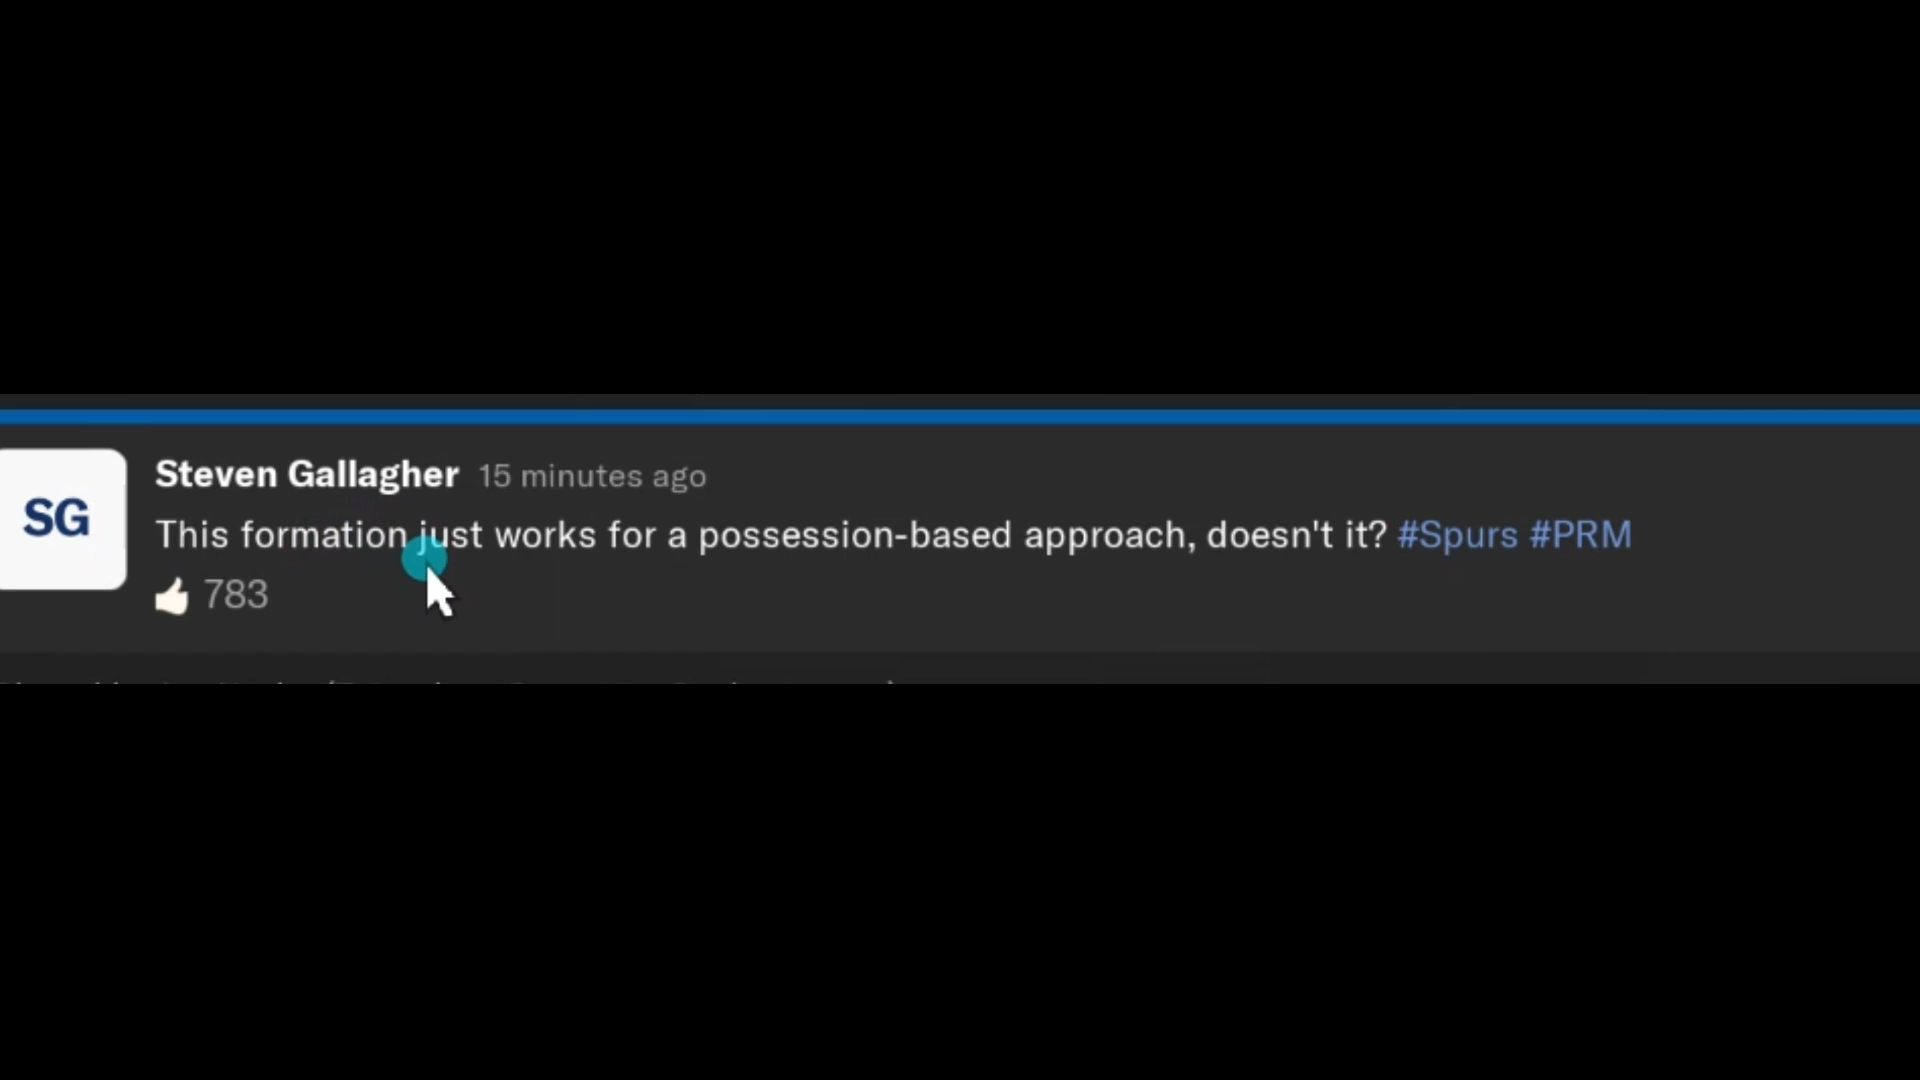 SG
Steven Gallagher 15 minutes ago
This formation just works for a possession-based approach, doesn't it? #Spurs #PRM
783